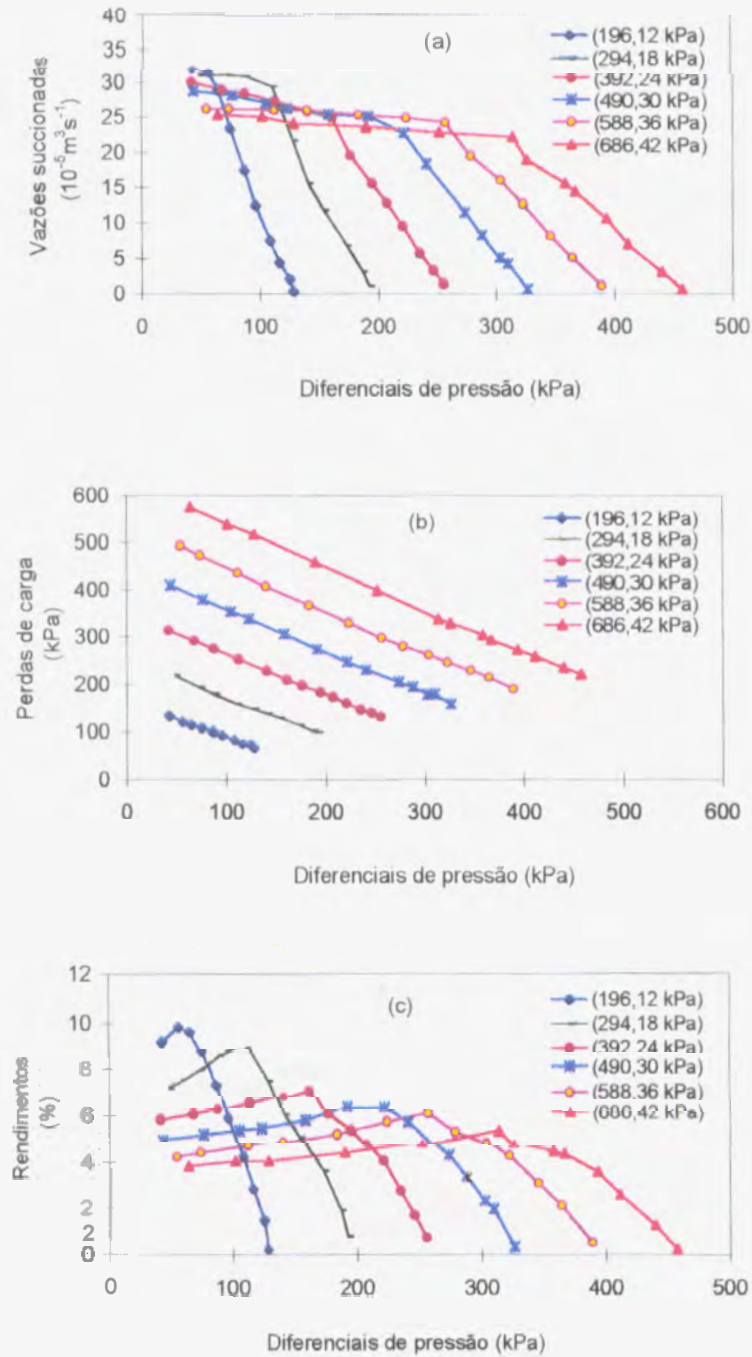 40
35
30
25
20
15
10
5
0
Vazões succionadas
(10⁻⁵m³s⁻¹)
(a)
(196,12 kPa)
(294,18 kPa)
(392,24 kPa)
(490,30 kPa)
(588,36 kPa)
(686,42 kPa)
0 100 200 300 400 500
Diferenciais de pressão (kPa)
600
500
400
300
200
100
0
Perdas de carga
(kPa)
(b)
(196,12 kPa)
(294,18 kPa)
(392,24 kPa)
(490,30 kPa)
(588,36 kPa)
(686,42 kPa)
0 100 200 300 400 500 600
Diferenciais de pressão (kPa)
12
10
8
6
4
2
2
0
Rendimentos
(%)
(c)
(196,12 kPa)
(294,18 kPa)
(392,24 kPa)
(490,30 kPa)
(588.36 kPa)
(686,42 kPa)
0 100 200 300 400 500
Diferenciais de pressão (kPa)